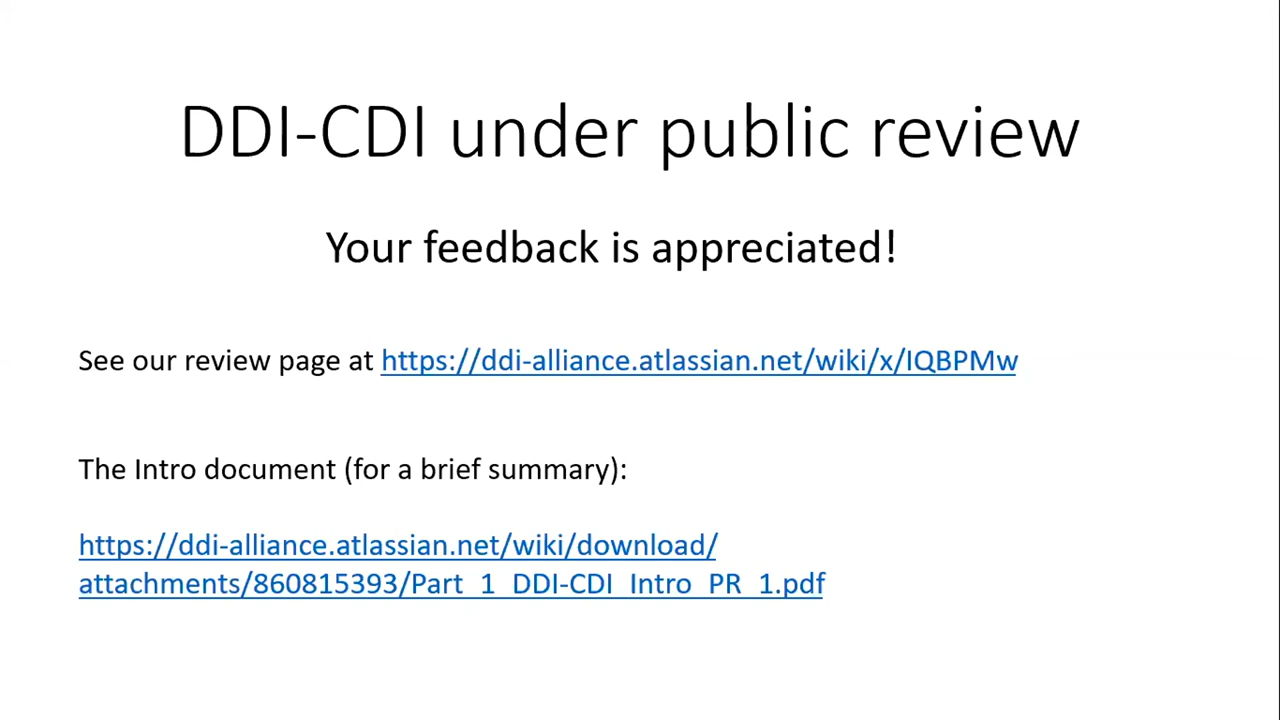 DDI-CDI under public review
Your feedback is appreciated!
See our review page at https://ddi-alliance.atlassian.net/wiki/x/IQBPMw
The Intro document (for a brief summary):
https://ddi-alliance.atlassian.net/wiki/download/
attachments/860815393/Part_1_DDI-CDI_Intro_PR_1.pdf